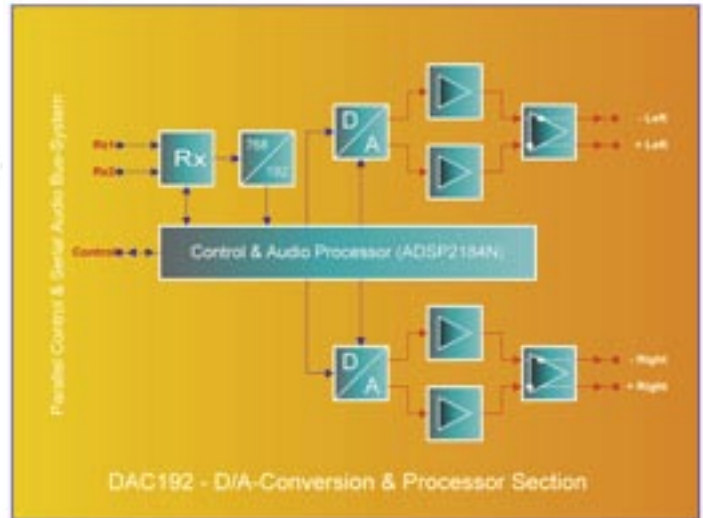 Parallel Control & Serial Audio Bus-System
Rx1
Rx2
Rx
768
192
D
A
- Left
+ Left
Control
Control & Audio Processor (ADSP2184N)
D
A
- Right
+ Right
DAC192 - D/A-Conversion & Processor Section